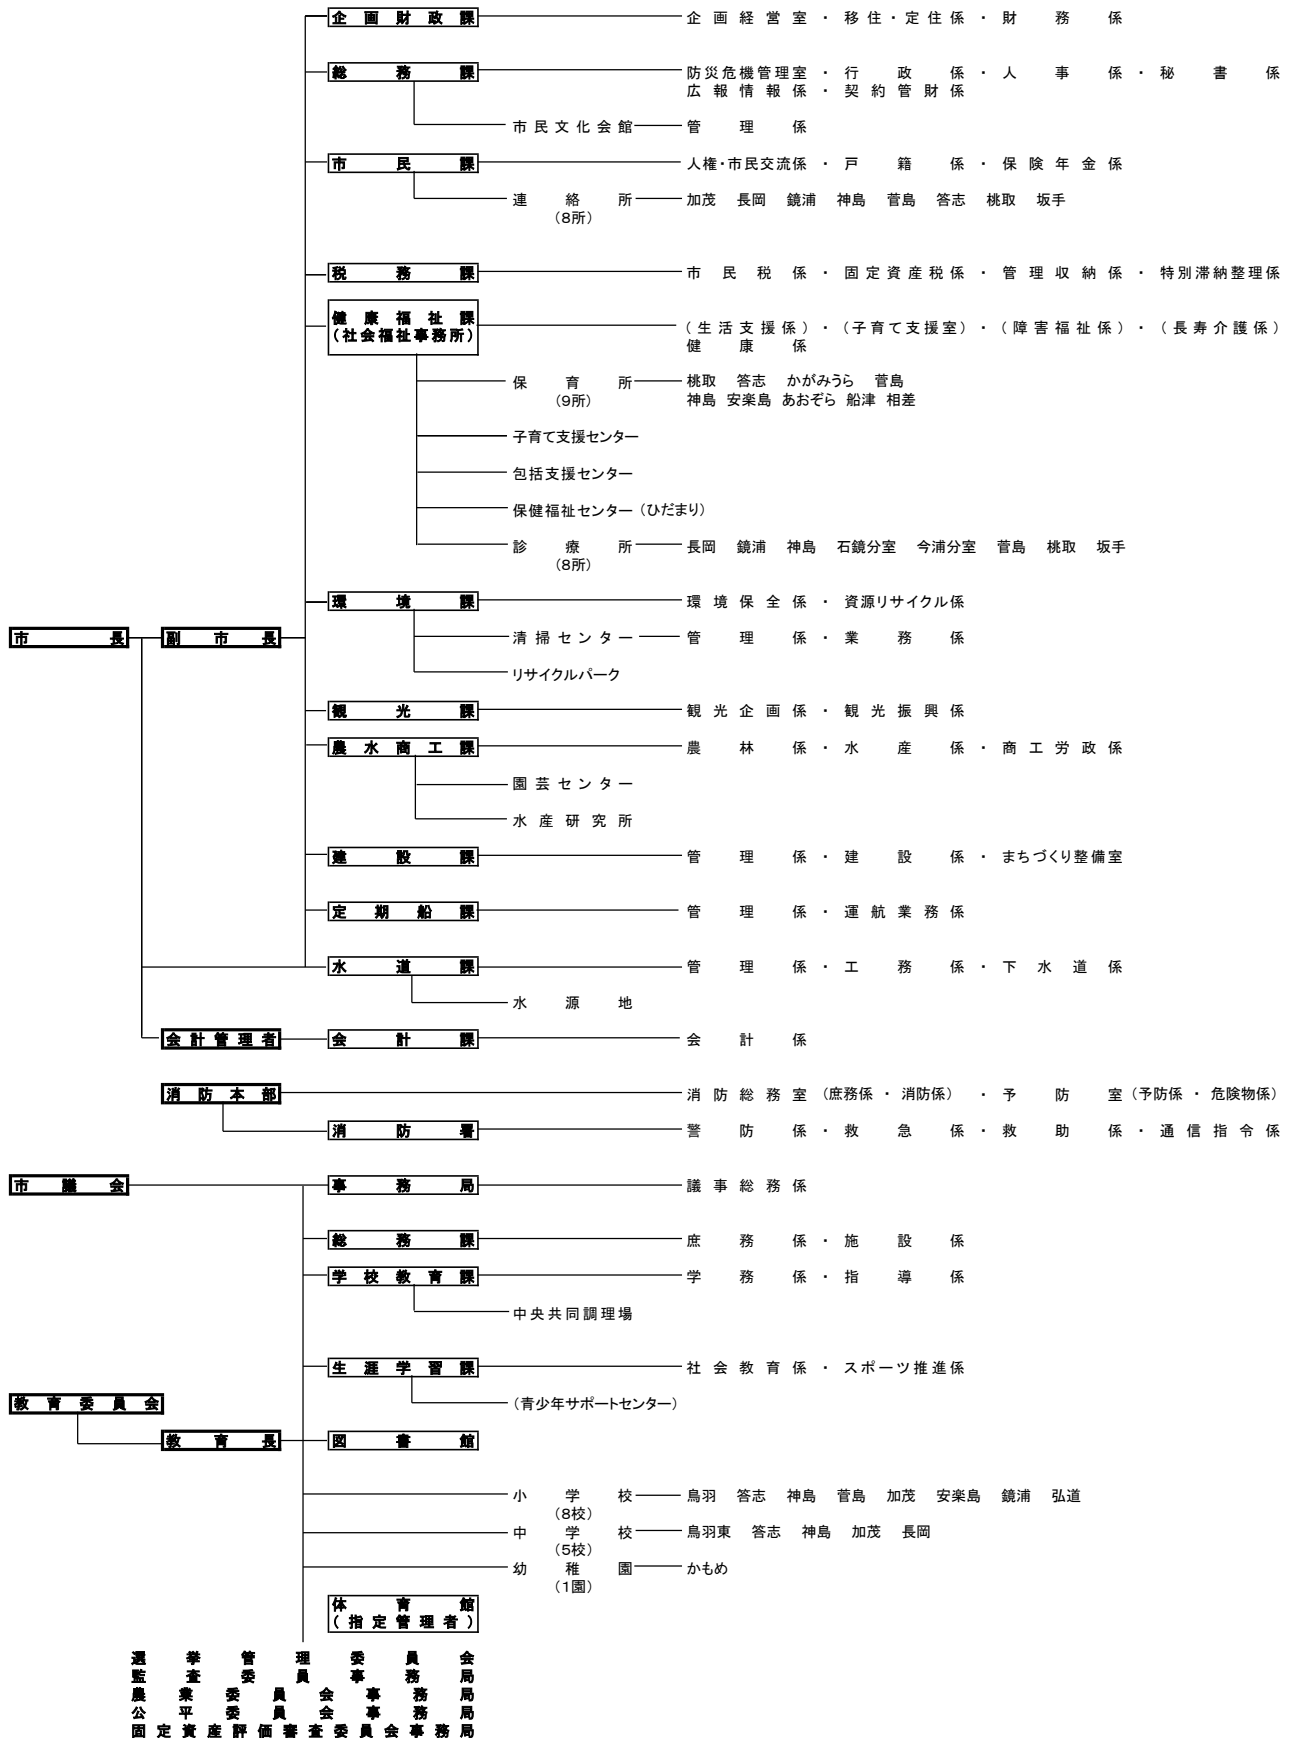 企画財政課 企画経営室・移住・定住係・財務係
総務課 防災危機管理室・行政係・人事係・秘書係
広報情報係・契約管財係
市民文化会館 管理係
市民課 人権・市民交流係・戸籍係・保険年金係
連絡所 加茂 長岡 鏡浦 神島 菅島 答志 桃取 坂手
(8所)
税務課 市民税係・固定資産税係・管理収納係・特別滞納整理係
健康福祉課
(社会福祉事務所) (生活支援係)・(子育て支援室)・(障害福祉係)・(長寿介護係)
健康係
保育所 桃取 答志 かがみうら 菅島
(9所) 神島 安楽島 あおぞら 船津 相差
子育て支援センター
包括支援センター
保健福祉センター(ひだまり)
診療所 長岡 鏡浦 神島 石鏡分室 今浦分室 菅島 桃取 坂手
(8所)
環境課 環境保全係・資源リサイクル係
市長 副市長 清掃センター 管理係・業務係
リサイクルパーク
観光課 観光企画係・観光振興係
農水商工課 農林係・水産係・商工労政係
園芸センター
水産研究所
建設課 管理係・建設係・まちづくり整備室
定期船課 管理係・運航業務係
水道課 管理係・工務係・下水道係
水源地
会計管理者 会計課 会計係
消防本部 消防総務室(庶務係・消防係)・予防室(予防係・危険物係)
消防署 警防係・救急係・救助係・通信指令係
市議会 事務局 議事総務係
総務課 庶務係・施設係
学校教育課 学務係・指導係
中央共同調理場
生涯学習課 社会教育係・スポーツ推進係
教育委員会 (青少年サポートセンター)
教育長 図書館
小学校 鳥羽 答志 神島 菅島 加茂 安楽島 鏡浦 弘道
(8校)
中学校 鳥羽東 答志 神島 加茂 長岡
(5校)
幼稚園 かもめ
(1園)
体育館
(指定管理者)
選挙管理委員会
監査委員事務局
農業委員会事務局
公平委員会事務局
固定資産評価審査委員会事務局